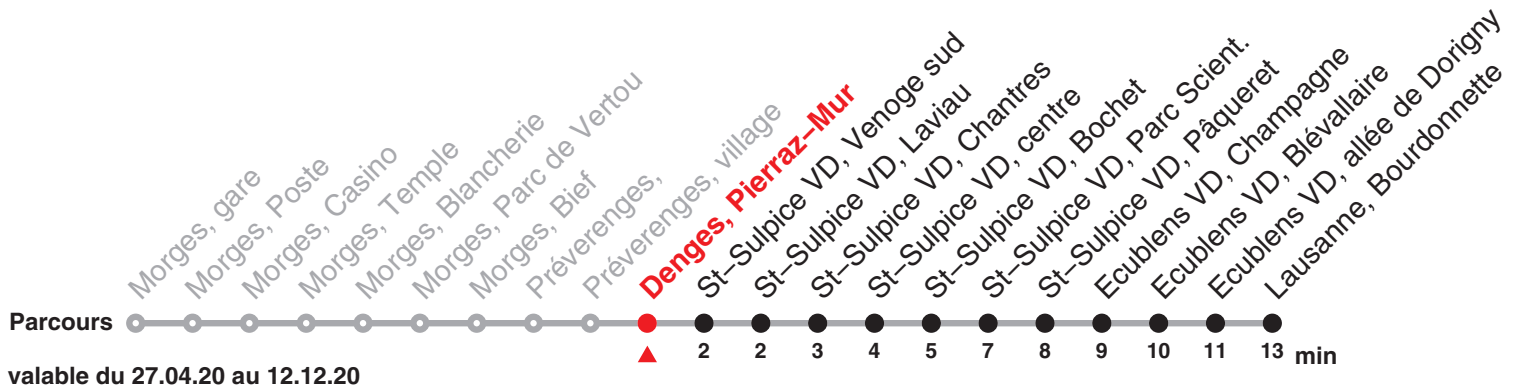 Morges, gare
Morges, Poste
Morges, Casino
Morges, Temple
Morges, Blancherie
Morges, Parc de Vertou
Morges, Bief
Préverenges,
Préverenges, village
Denges, Pierraz–Mur
St–Sulpice VD, Venoge sud
St–Sulpice VD, Laviau
St–Sulpice VD, Chantres
St–Sulpice VD, centre
St–Sulpice VD, Bochet
St–Sulpice VD, Parc Scient.
St–Sulpice VD, Pâqueret
Ecublens VD, Champagne
Ecublens VD, Blévallaire
Ecublens VD, allée de Dorigny
Lausanne, Bourdonnette
Parcours
2 2 3 4 5 7 8 9 10 11 13 min
valable du 27.04.20 au 12.12.20